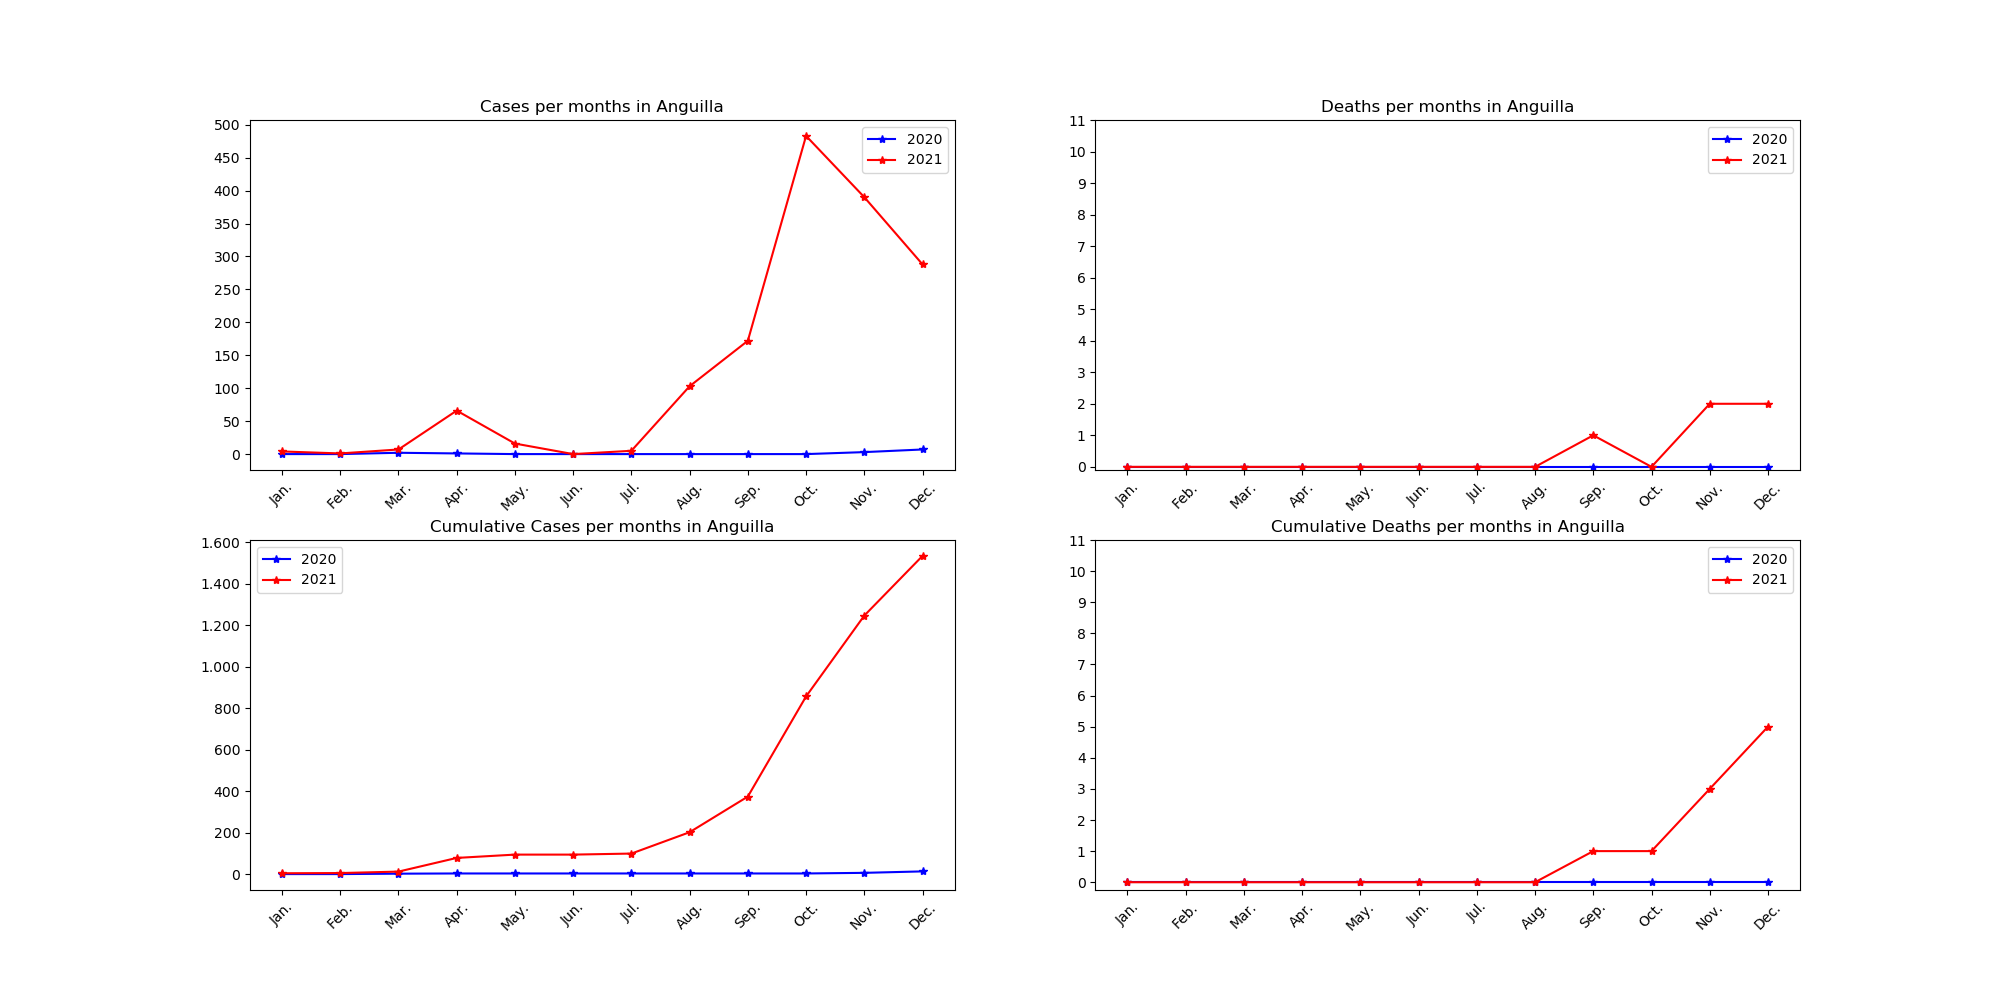 Cases per months in Anguilla
500
450
400
350
300
250
200
150
100
50
0
2020
2021
Jan.
Feb.
Mar.
Apr.
May.
Jun.
Jul.
Aug.
Sep.
Oct.
Nov.
Dec.
Deaths per months in Anguilla
11
10
9
8
7
6
5
4
3
2
1
0
2020
2021
Jan.
Feb.
Mar.
Apr.
May.
Jun.
Jul.
Aug.
Sep.
Oct.
Nov.
Dec.
Cumulative Cases per months in Anguilla
1.600
1.400
1.200
1.000
800
600
400
200
0
2020
2021
Jan.
Feb.
Mar.
Apr.
May.
Jun.
Jul.
Aug.
Sep.
Oct.
Nov.
Dec.
Cumulative Deaths per months in Anguilla
11
10
9
8
7
6
5
4
3
2
1
0
2020
2021
Jan.
Feb.
Mar.
Apr.
May.
Jun.
Jul.
Aug.
Sep.
Oct.
Nov.
Dec.